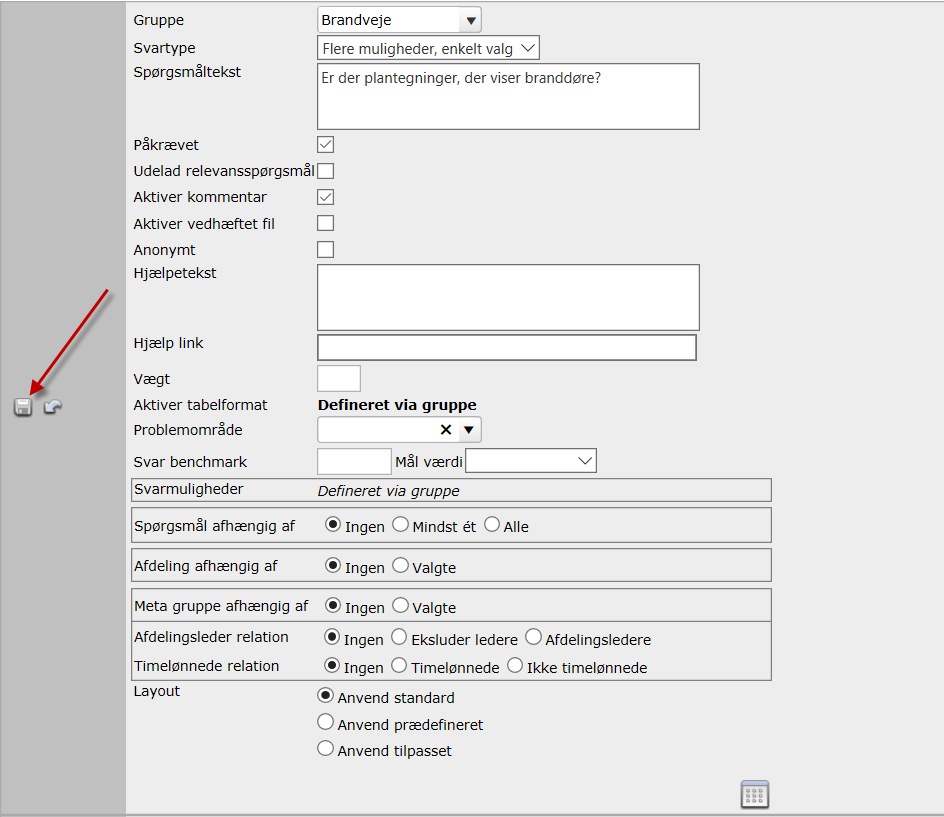 Gruppe Brandveje
Svartype Flere muligheder, enkelt valg
Spørgsmåltekst Er der plantegninger, der viser branddøre?
Påkrævet
Udelad relevansspørgsmål
Aktiver kommentar
Aktiver vedhæftet fil
Anonymt
Hjælpetekst
Hjælp link
Vægt
Aktiver tabelformat Defineret via gruppe
Problemområde
Svar benchmark Mål værdi
Svarmuligheder Defineret via gruppe
Spørgsmål afhængig af Ingen Mindst ét Alle
Afdeling afhængig af Ingen Valgte
Meta gruppe afhængig af Ingen Valgte
Afdelingsleder relation Ingen Eksluder ledere Afdelingsledere
Timelønnede relation Ingen Timelønnede Ikke timelønnede
Layout Anvend standard
Anvend prædefineret
Anvend tilpasset